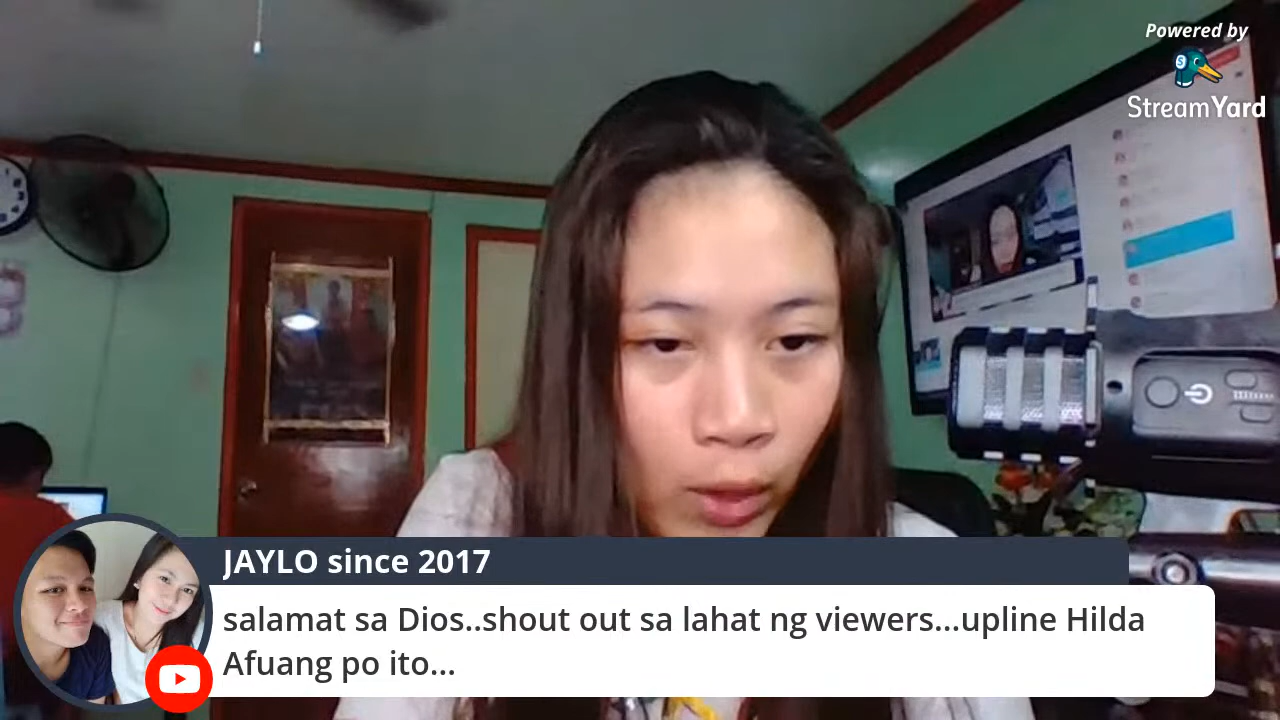 Powered by
StreamYard
JAYLO since 2017
salamat sa Dios..shout out sa lahat ng viewers...upline Hilda
Afuang po ito...